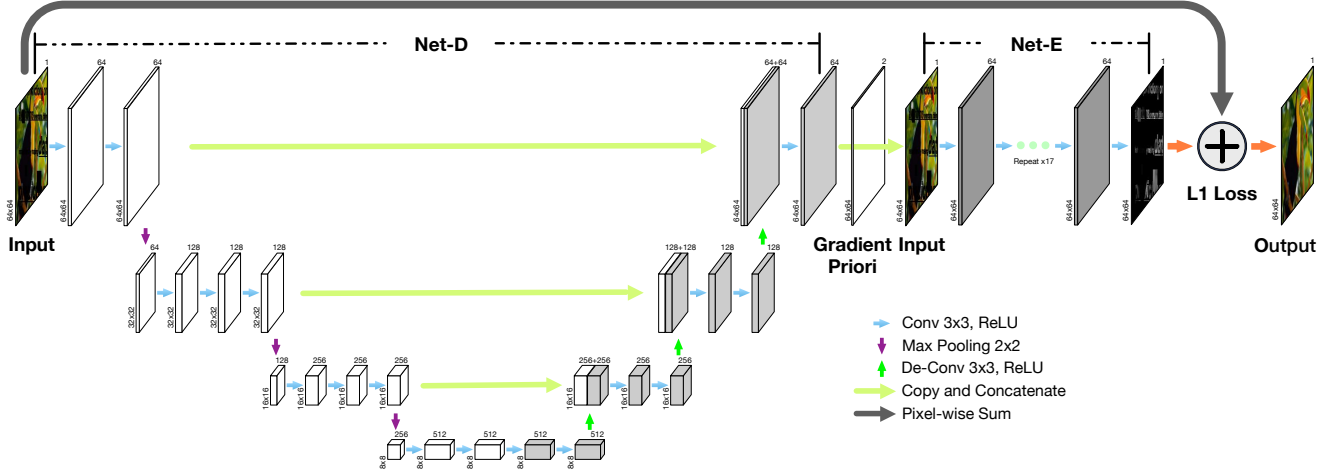 Net-D
Net-E
1
64
64
64+64
64
2
1
64
64
1
1
64x64
64x64
64x64
64x64
64x64
64x64
64x64
64x64
64x64
64x64
64x64
Repeat x17
L1 Loss
Input
Gradient
Priori
Input
Output
64
128
128
128
128+128
128
128
32x32
32x32
32x32
32x32
128
256
256
256
256+256
256
256
16x16
16x16
16x16
16x16
16x16
16x16
16x16
256
512
512
512
512
8x8
8x8
8x8
8x8
8x8
Conv 3x3, ReLU
Max Pooling 2x2
De-Conv 3x3, ReLU
Copy and Concatenate
Pixel-wise Sum